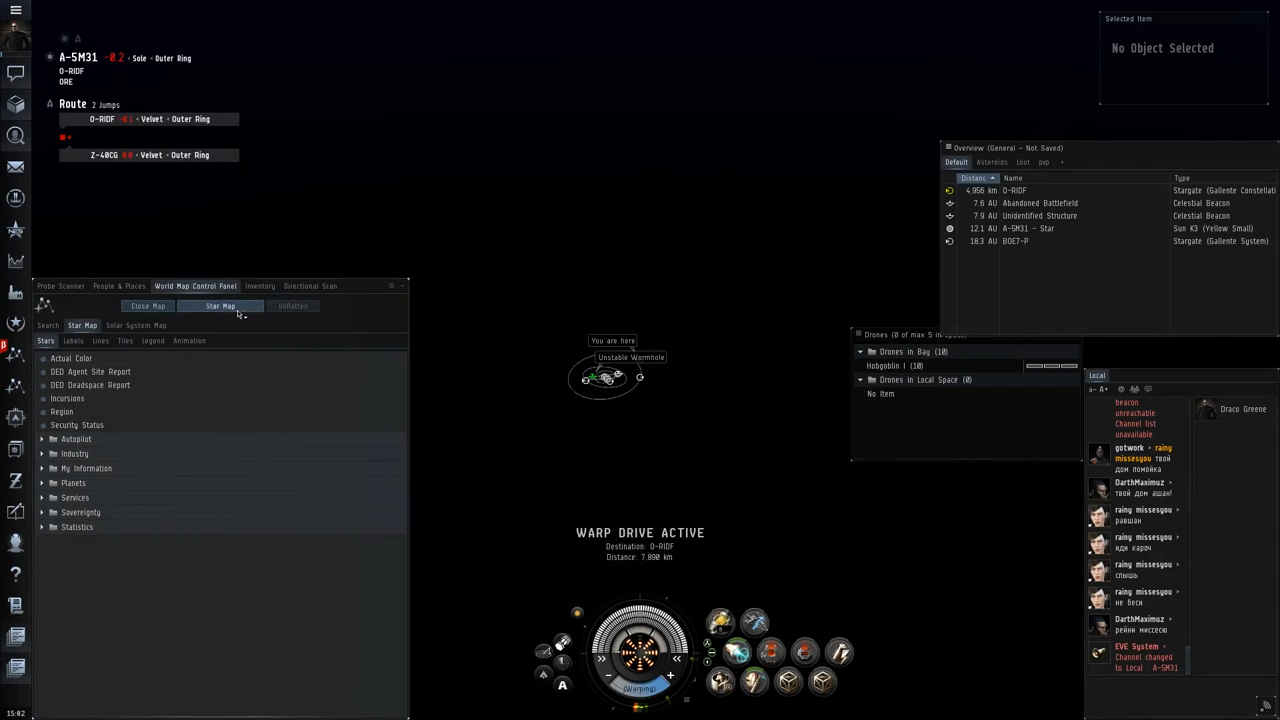 A
A-5M31 -0.2 < Sole < Outer Ring
O-RIDF
ORE
A Route 2 Jumps
O-RIDF -0.1 < Velvet < Outer Ring
Z-40CG 0.0 < Velvet < Outer Ring
Selected Item
No Object Selected
Overview (General - Not Saved)
Default Asteroids Loot pvp +
Distanc Name Type
4.956 km O-RIDF Stargate (Gallente Constellati
7.6 AU Abandoned Battlefield Celestial Beacon
7.9 AU Unidentified Structure Celestial Beacon
12.1 AU A-5M31 - Star Sun K3 (Yellow Small)
18.3 AU BOE7-P Stargate (Gallente System)
Probe Scanner People & Places World Map Control Panel Inventory Directional Scan
Close Map Star Map Unflatten
Search Star Map Solar System Map
Stars Labels Lines Tiles Legend Animation
Actual Color
DED Agent Site Report
DED Deadspace Report
Incursions
Region
Security Status
Autopilot
Industry
My Information
Planets
Services
Sovereignty
Statistics
You are here
Unstable Wormhole
Drones in Bay (10)
Hobgoblin I (10)
Drones in Local Space (0)
No Item
WARP DRIVE ACTIVE
Destination: O-RIDF
Distance: 7,890 km
(Warping)
A
Local
a- A+
beacon
unreachable.
Channel list
unavailable.
gotwork > rainy
missesyou твой
дом помойка
DarthMaximuz >
твой дом ашан!
rainy missesyou >
равшан
rainy missesyou >
иди кароч
rainy missesyou >
слышь
rainy missesyou >
не беси
DarthMaximuz >
рейни миссесю
EVE System >
Channel changed
to Local : A-5M31
Draco Greene
β
15:02